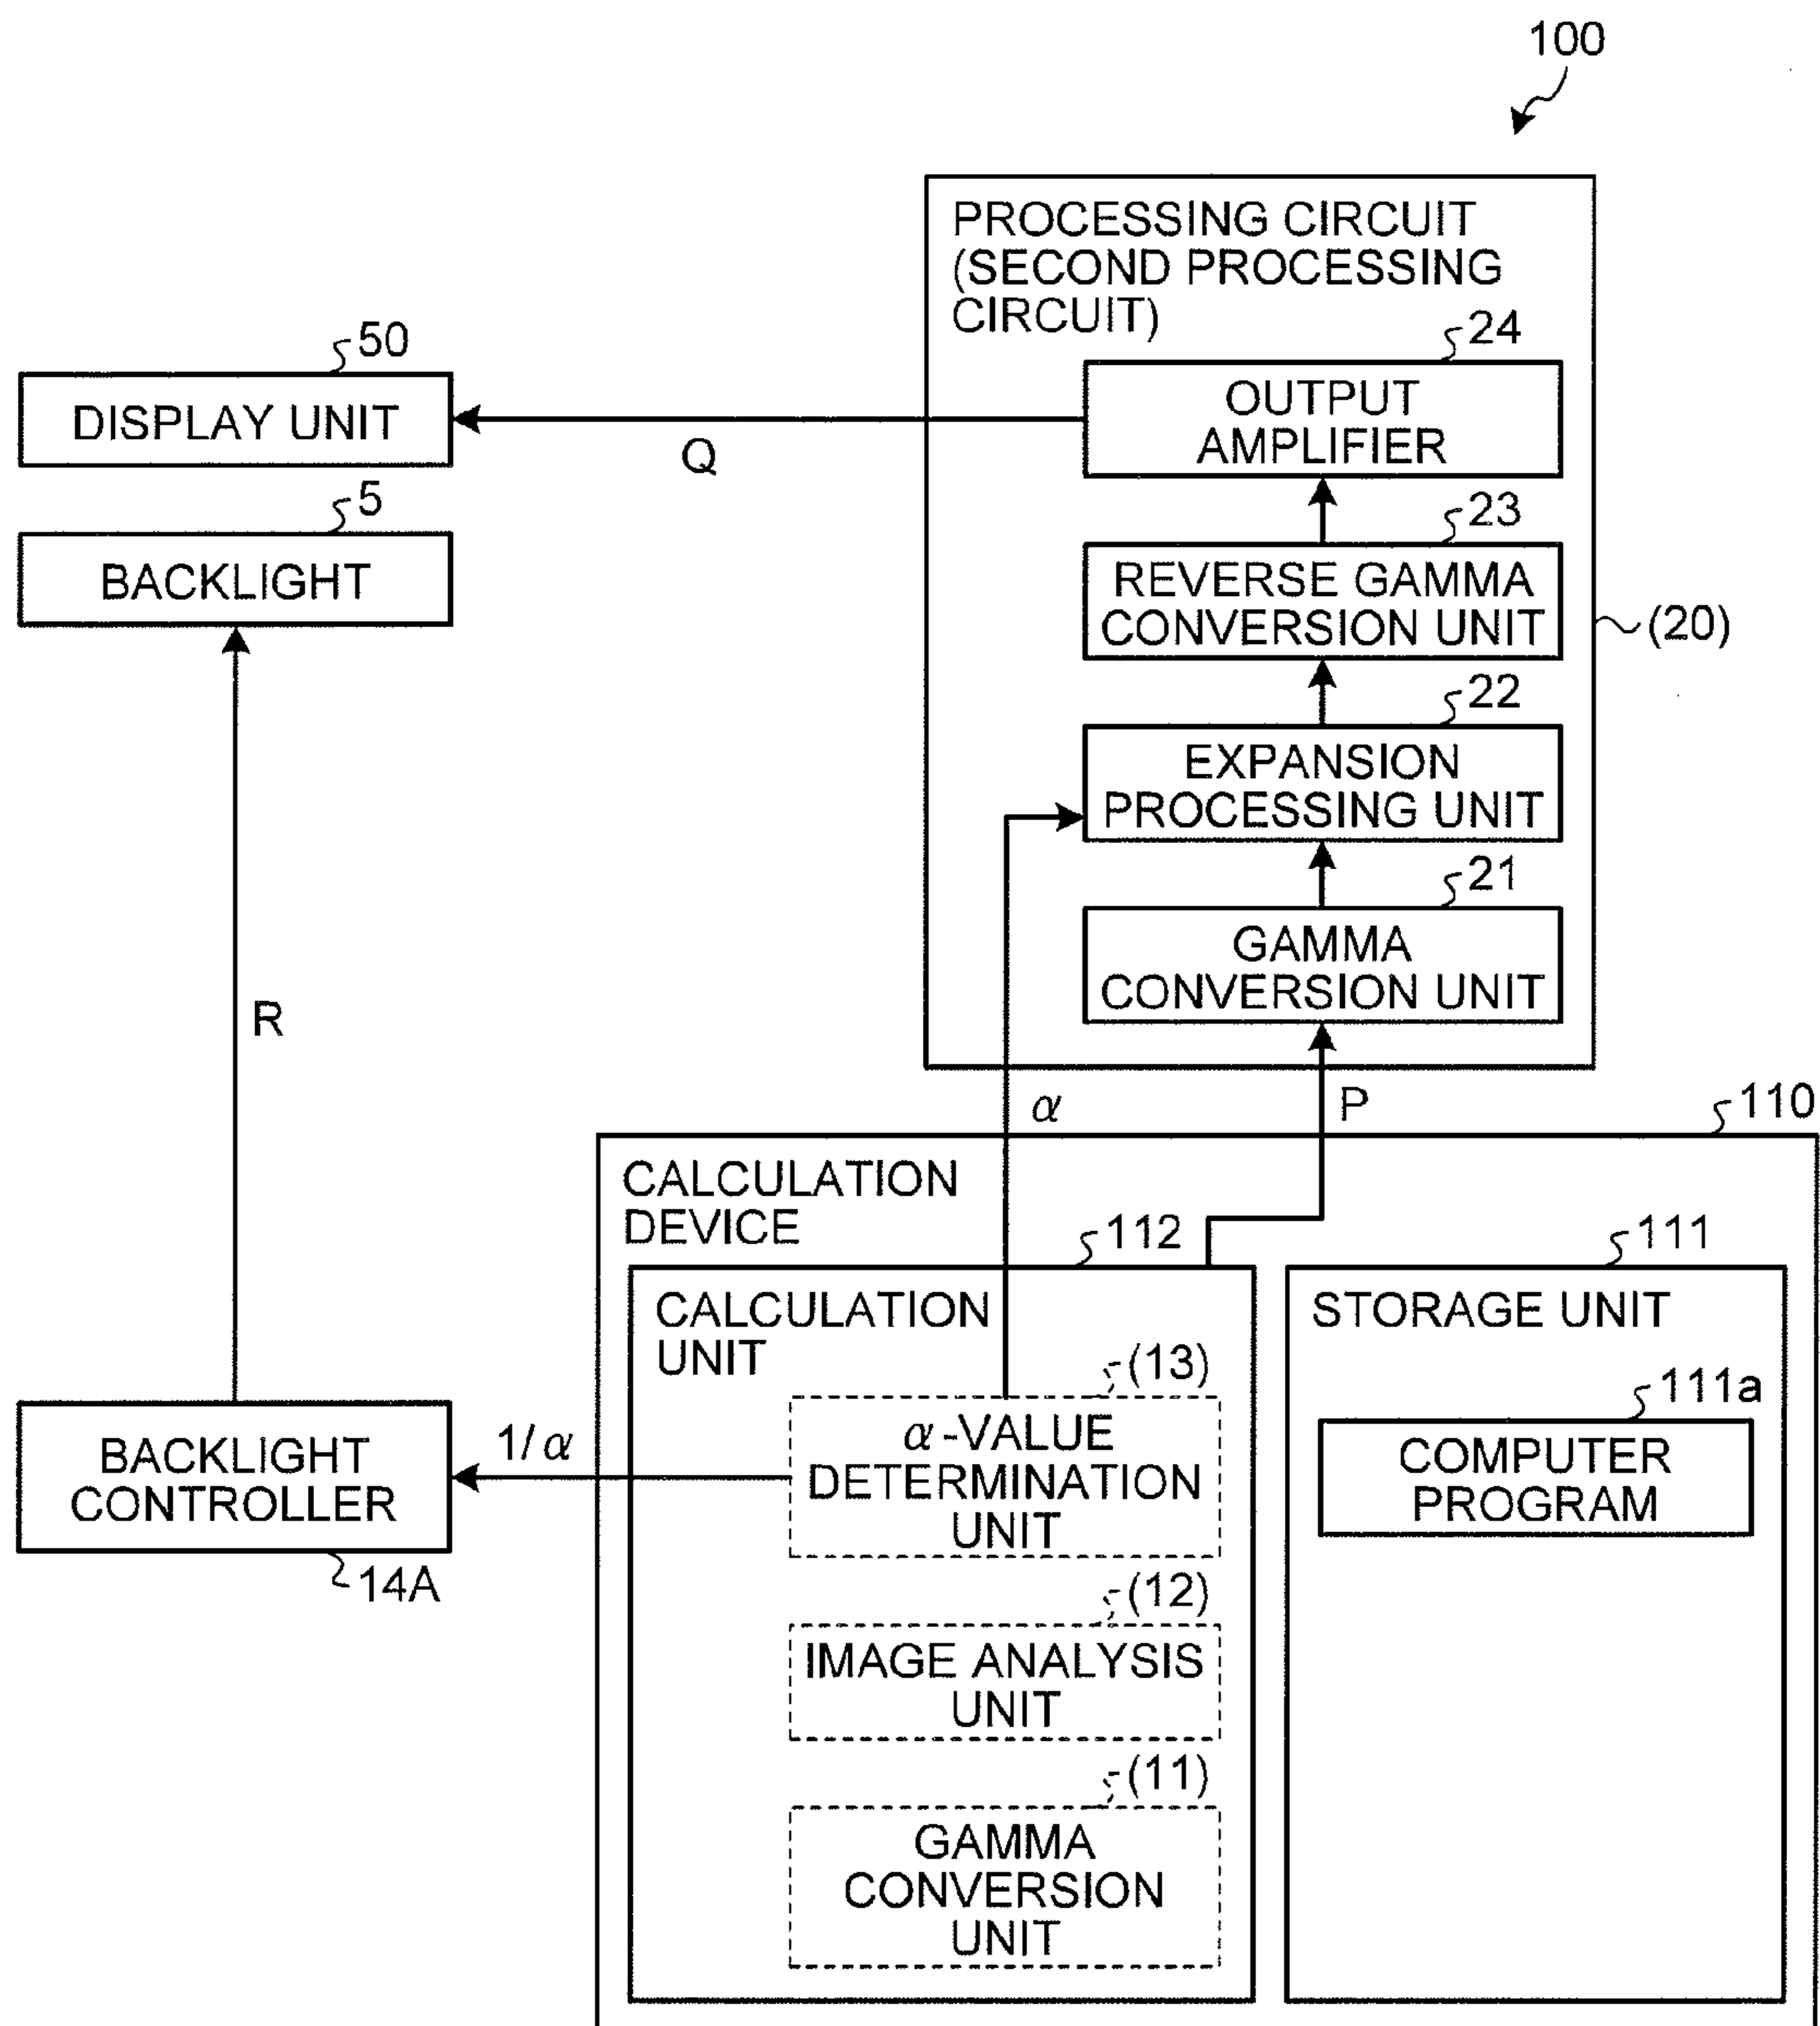 100
PROCESSING CIRCUIT
(SECOND PROCESSING
CIRCUIT)
24
OUTPUT
AMPLIFIER
50
DISPLAY UNIT
Q
5
BACKLIGHT
23
REVERSE GAMMA
CONVERSION UNIT
(20)
22
EXPANSION
PROCESSING UNIT
21
GAMMA
CONVERSION UNIT
R
α
P
110
CALCULATION
DEVICE
112
111
CALCULATION
UNIT
STORAGE UNIT
(13)
α-VALUE
DETERMINATION
UNIT
111a
COMPUTER
PROGRAM
1/α
BACKLIGHT
CONTROLLER
14A
(12)
IMAGE ANALYSIS
UNIT
(11)
GAMMA
CONVERSION
UNIT